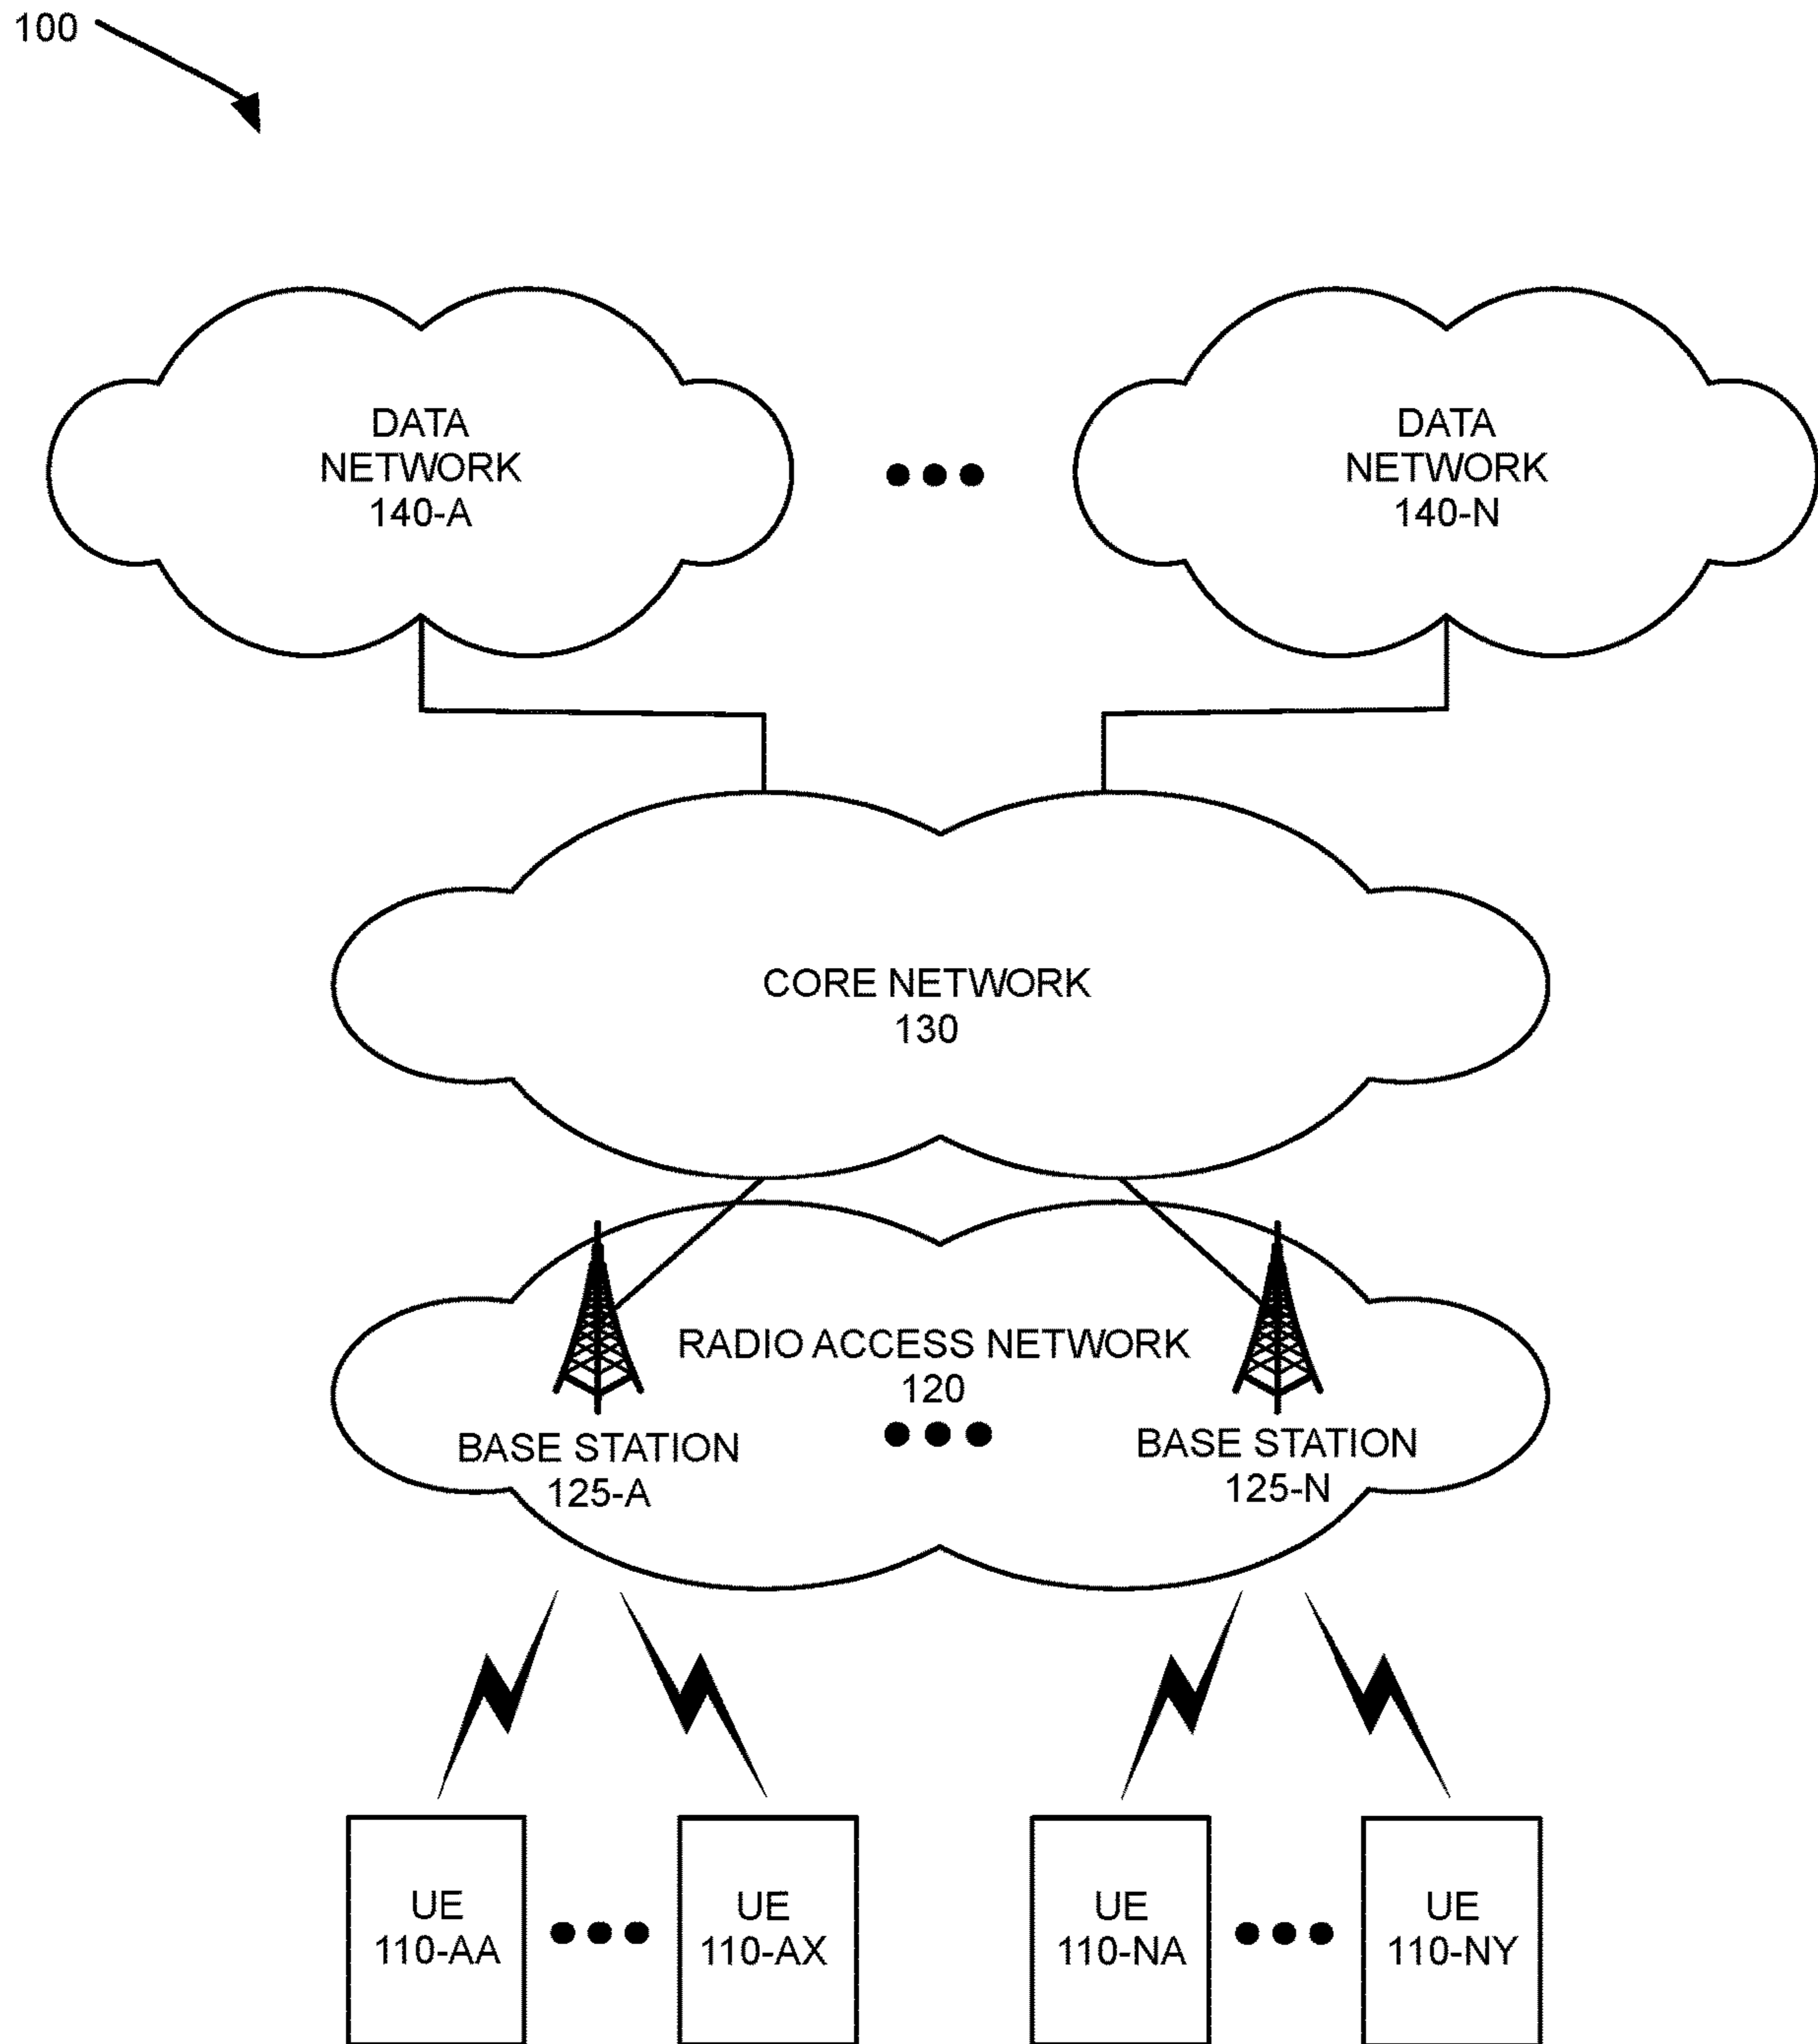 100
DATA
NETWORK
140-A
DATA
NETWORK
140-N
CORE NETWORK
130
RADIO ACCESS NETWORK
120
BASE STATION
125-A
BASE STATION
125-N
UE
110-AA
UE
110-AX
UE
110-NA
UE
110-NY